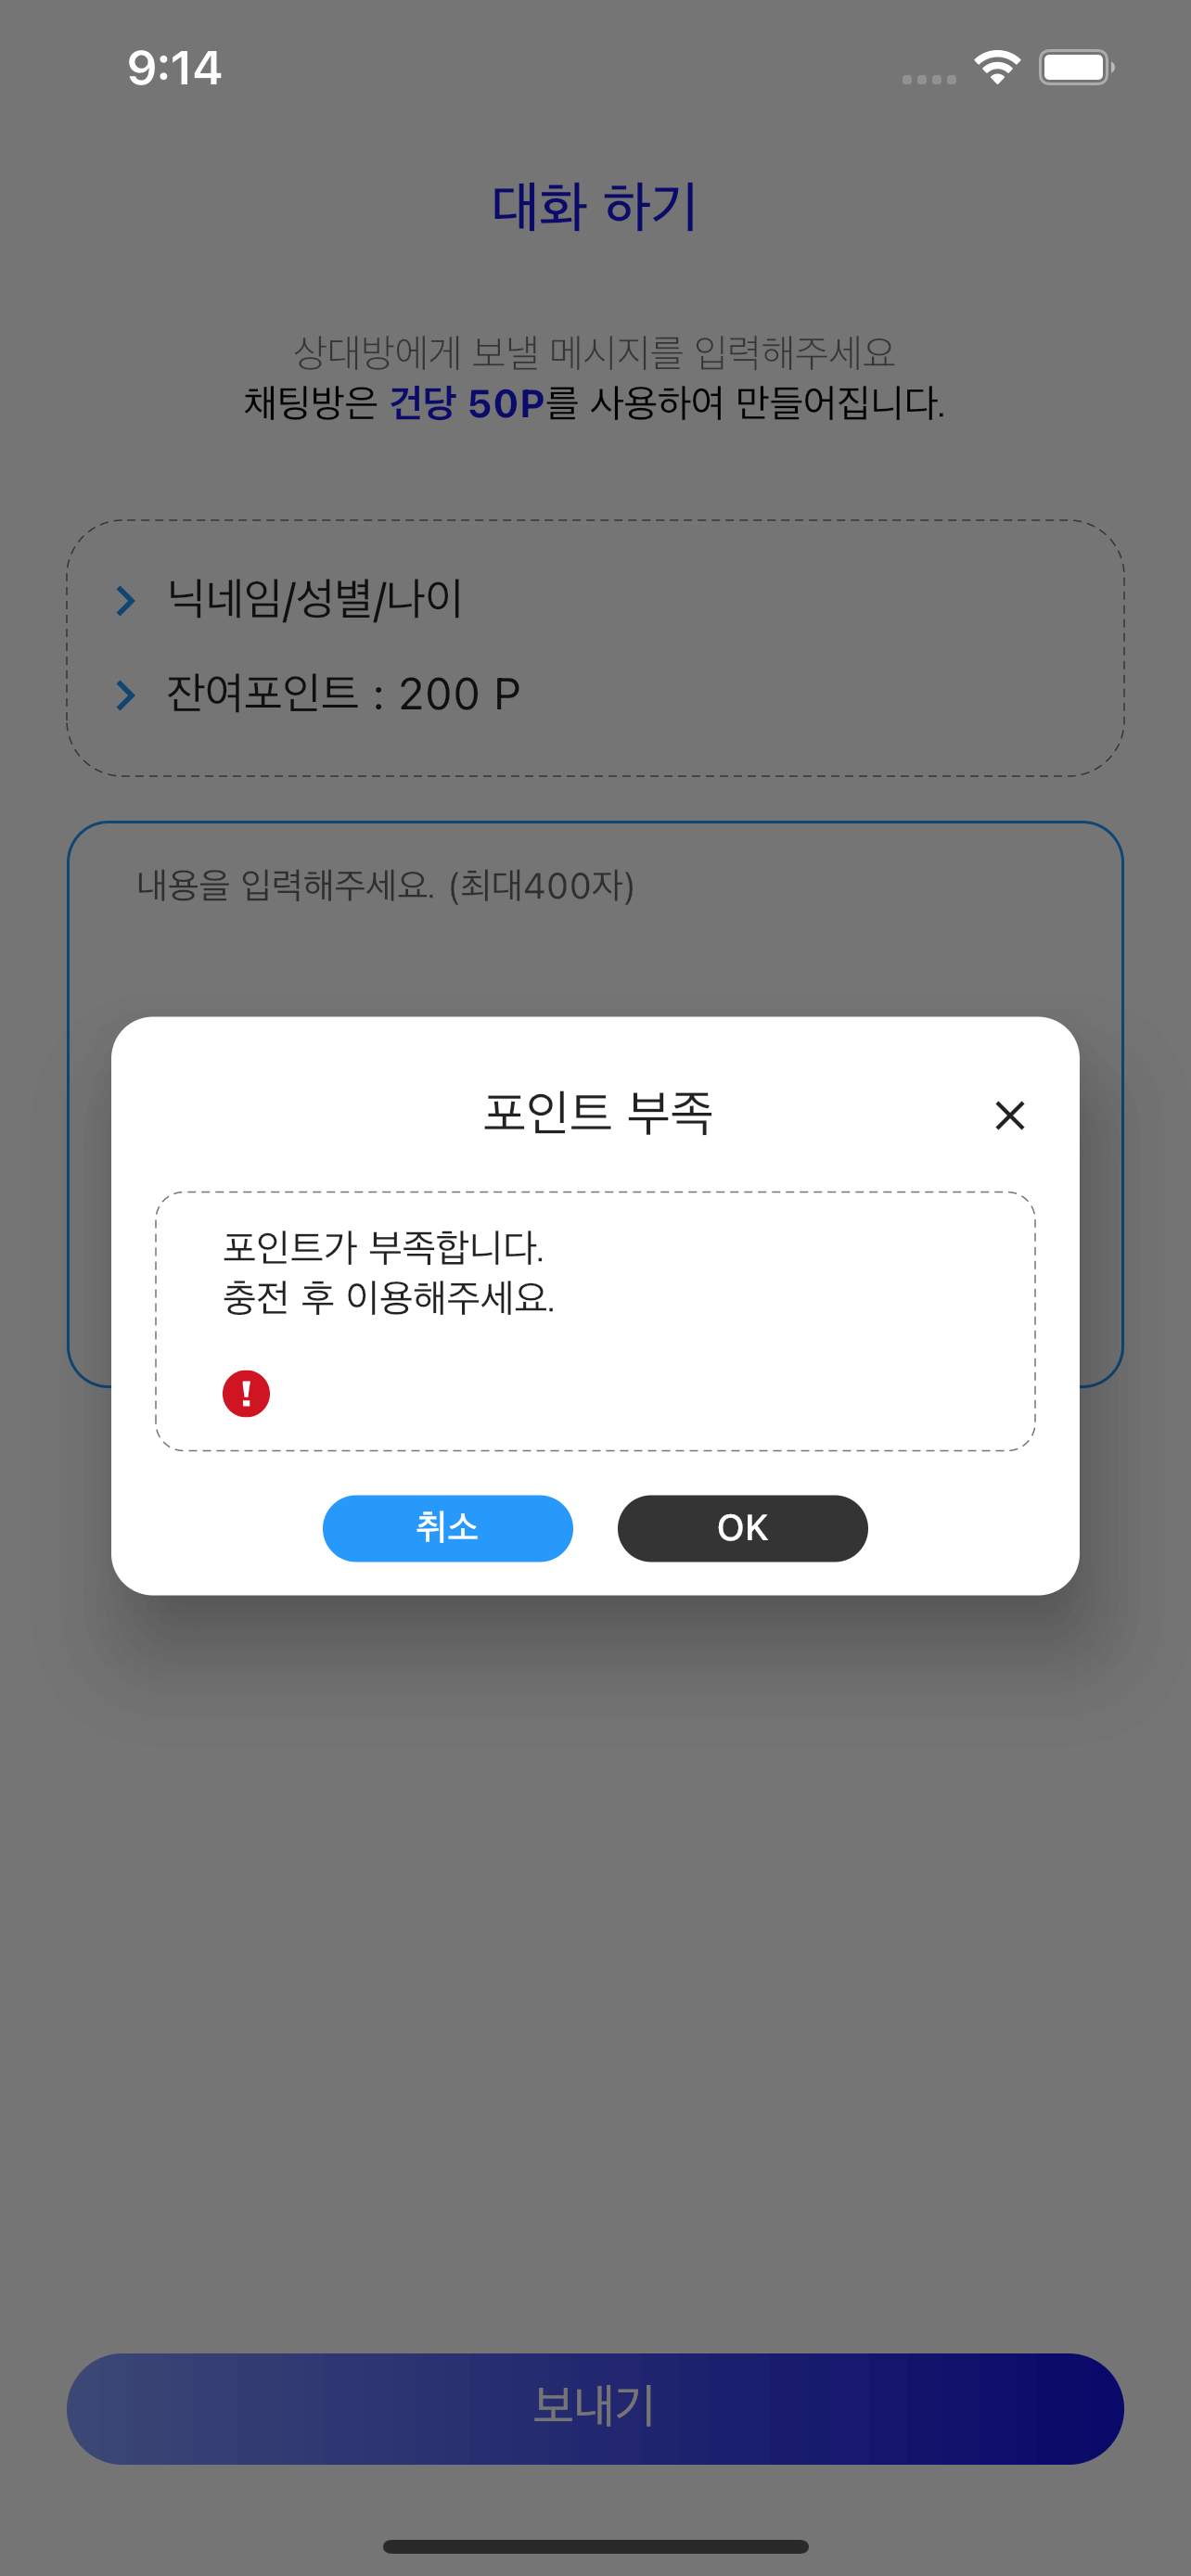 9:14
대화 하기
상대방에게 보낼 메시지를 입력해주세요
채팅방은 건당 50P를 사용하여 만들어집니다.
닉네임/성별/나이
잔여포인트 : 200 P
내용을 입력해주세요. (최대400자)
포인트 부족
포인트가 부족합니다.
충전 후 이용해주세요.
취소
OK
보내기